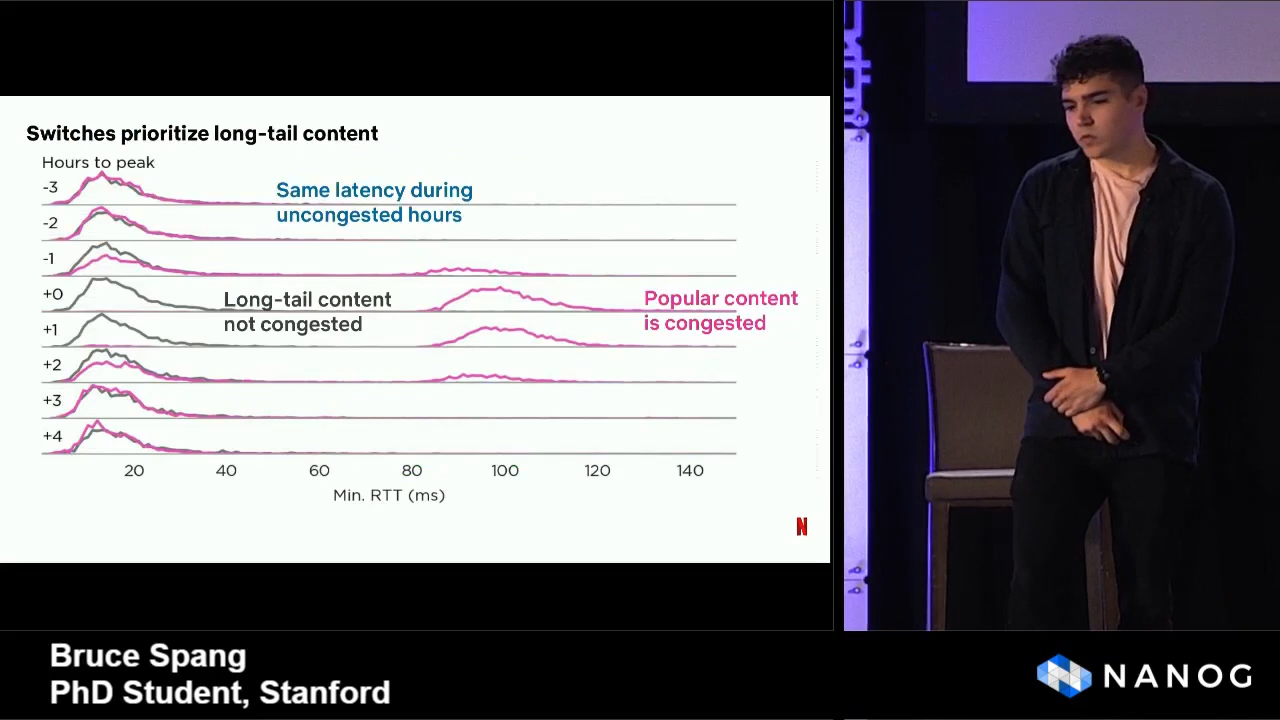 Switches prioritize long-tail content
Hours to peak
-3
Same latency during
uncongested hours
-2
-1
+0
Long-tail content
not congested
Popular content
is congested
+1
+2
+3
+4
20 40 60 80 100 120 140
Min. RTT (ms)
N
Bruce Spang
PhD Student, Stanford
NANOG